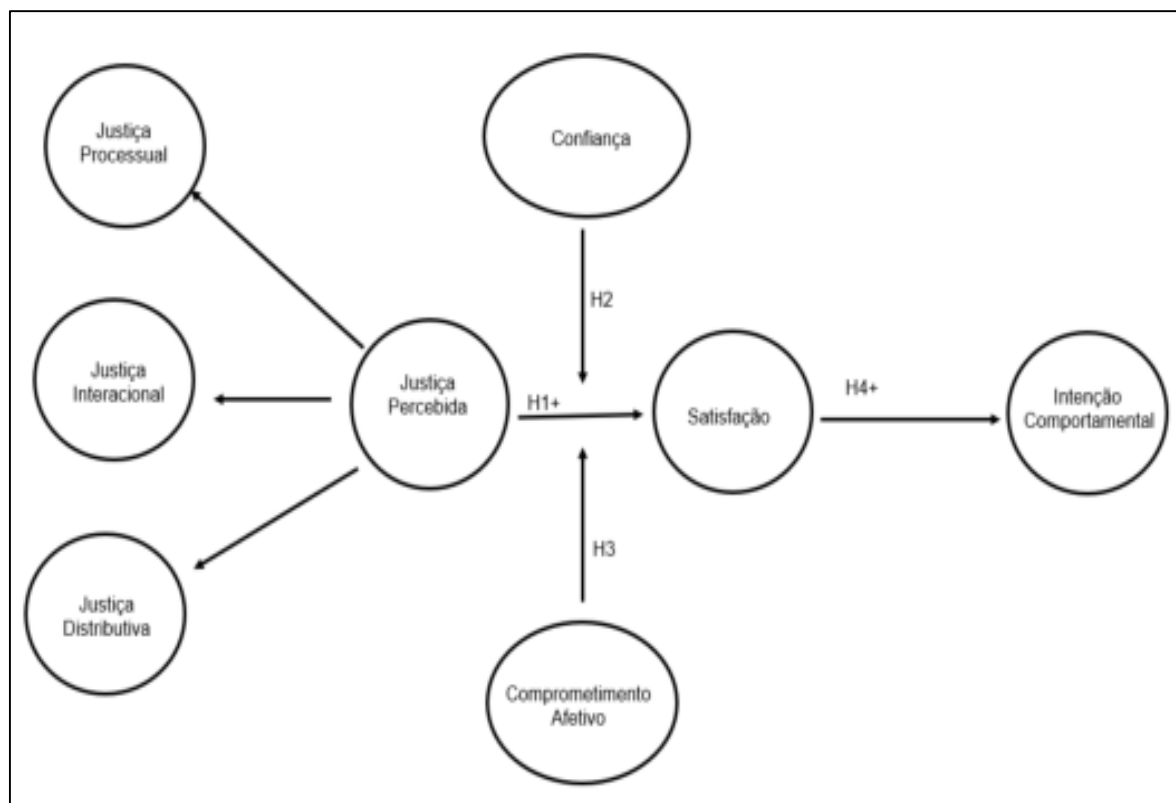 Justiça
Processual
Confiança
H2
Justiça
Interacional
Justiça
Percebida
H1+
Satisfação
H4+
Intenção
Comportamental
H3
Justiça
Distributiva
Comprometimento
Afetivo